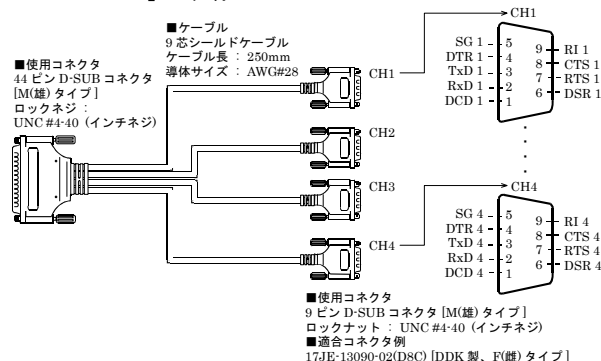 ■使用コネクタ
44 ピン D-SUB コネクタ
[M(雄) タイプ]
ロックネジ :
UNC #4-40 (インチネジ)
■ケーブル
9 芯シールドケーブル
ケーブル長 : 250mm
導体サイズ : AWG#28
CH1
CH2
CH3
CH4
CH1
SG 1 5
DTR 1 4
TxD 1 3
RxD 1 2
DCD 1 1
9 RI 1
8 CTS 1
7 RTS 1
6 DSR 1
CH4
SG 4 5
DTR 4 4
TxD 4 3
RxD 4 2
DCD 4 1
9 RI 4
8 CTS 4
7 RTS 4
6 DSR 4
■使用コネクタ
9 ピン D-SUB コネクタ [M(雄) タイプ]
ロックナット : UNC #4-40 (インチネジ)
■適合コネクタ例
17JE-13090-02(D8C) [DDK 製、F(雌) タイプ]